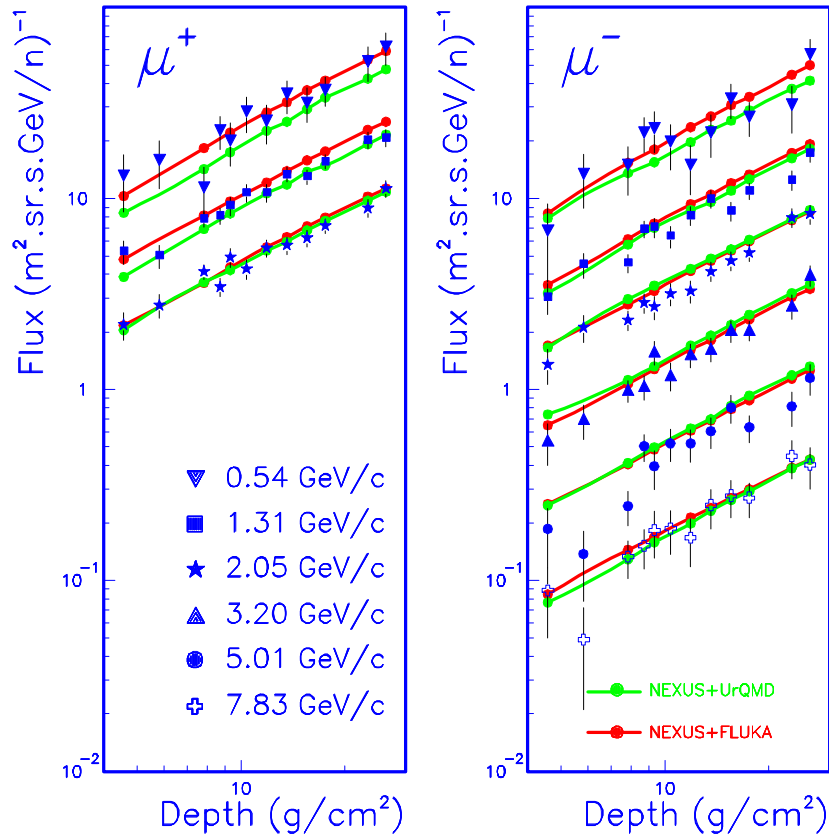 μ⁺
μ⁻
Flux (m².sr.s.GeV/n)⁻¹
Flux (m².sr.s.GeV/n)⁻¹
10
10
1
1
10⁻¹
10⁻¹
10⁻²
10⁻²
0.54 GeV/c
1.31 GeV/c
2.05 GeV/c
3.20 GeV/c
5.01 GeV/c
7.83 GeV/c
NEXUS+UrQMD
NEXUS+FLUKA
10
10
Depth (g/cm²)
Depth (g/cm²)